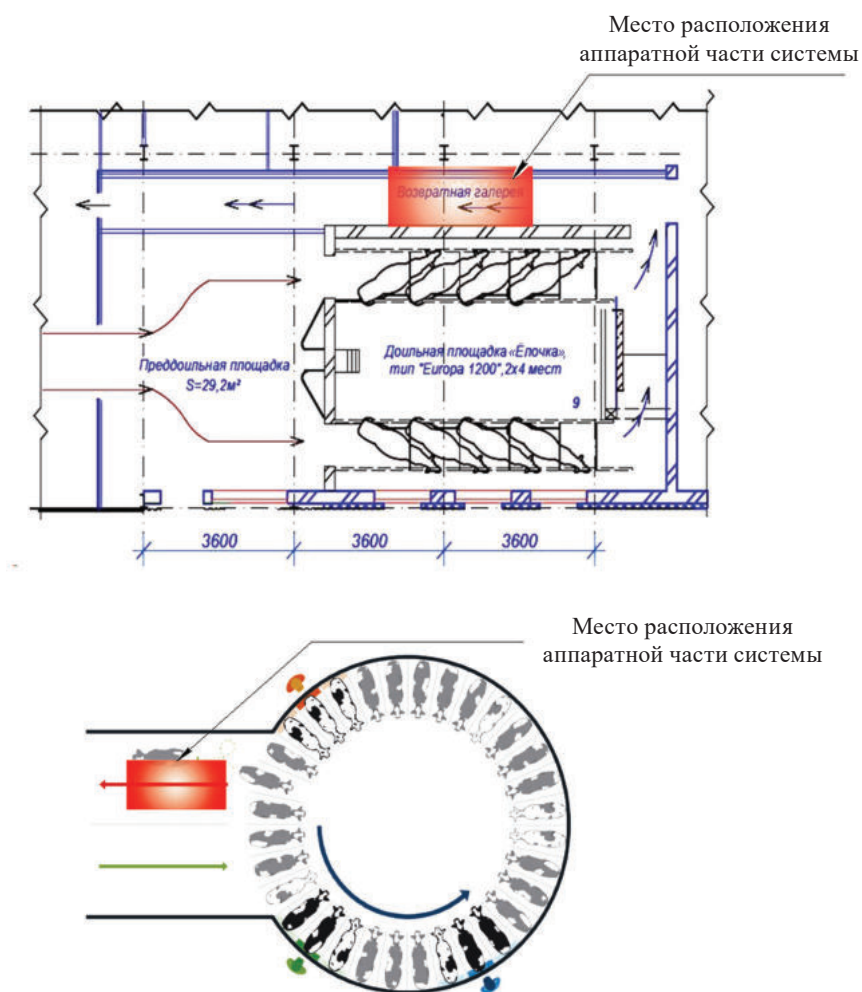 Место расположения
аппаратной части системы
Возвратная галерея
Преддоильная площадка
S=29,2м²
Доильная площадка «Ёлочка»,
тип "Europa 1200",2x4 мест
9
3600
3600
3600
Место расположения
аппаратной части системы